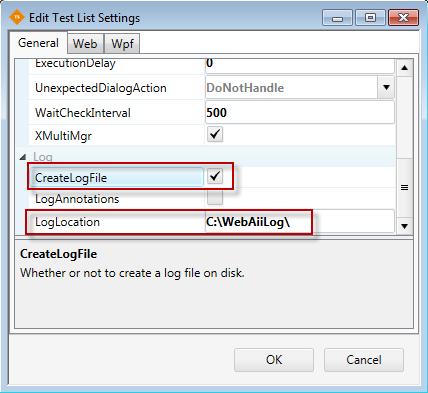 Edit Test List Settings
General Web Wpf
ExecutionDelay 0
UnexpectedDialogAction DoNotHandle
WaitCheckInterval 500
XMultiMgr
Log
CreateLogFile
LogAnnotations
LogLocation C:\WebAiiLog\
CreateLogFile
Whether or not to create a log file on disk.
OK Cancel